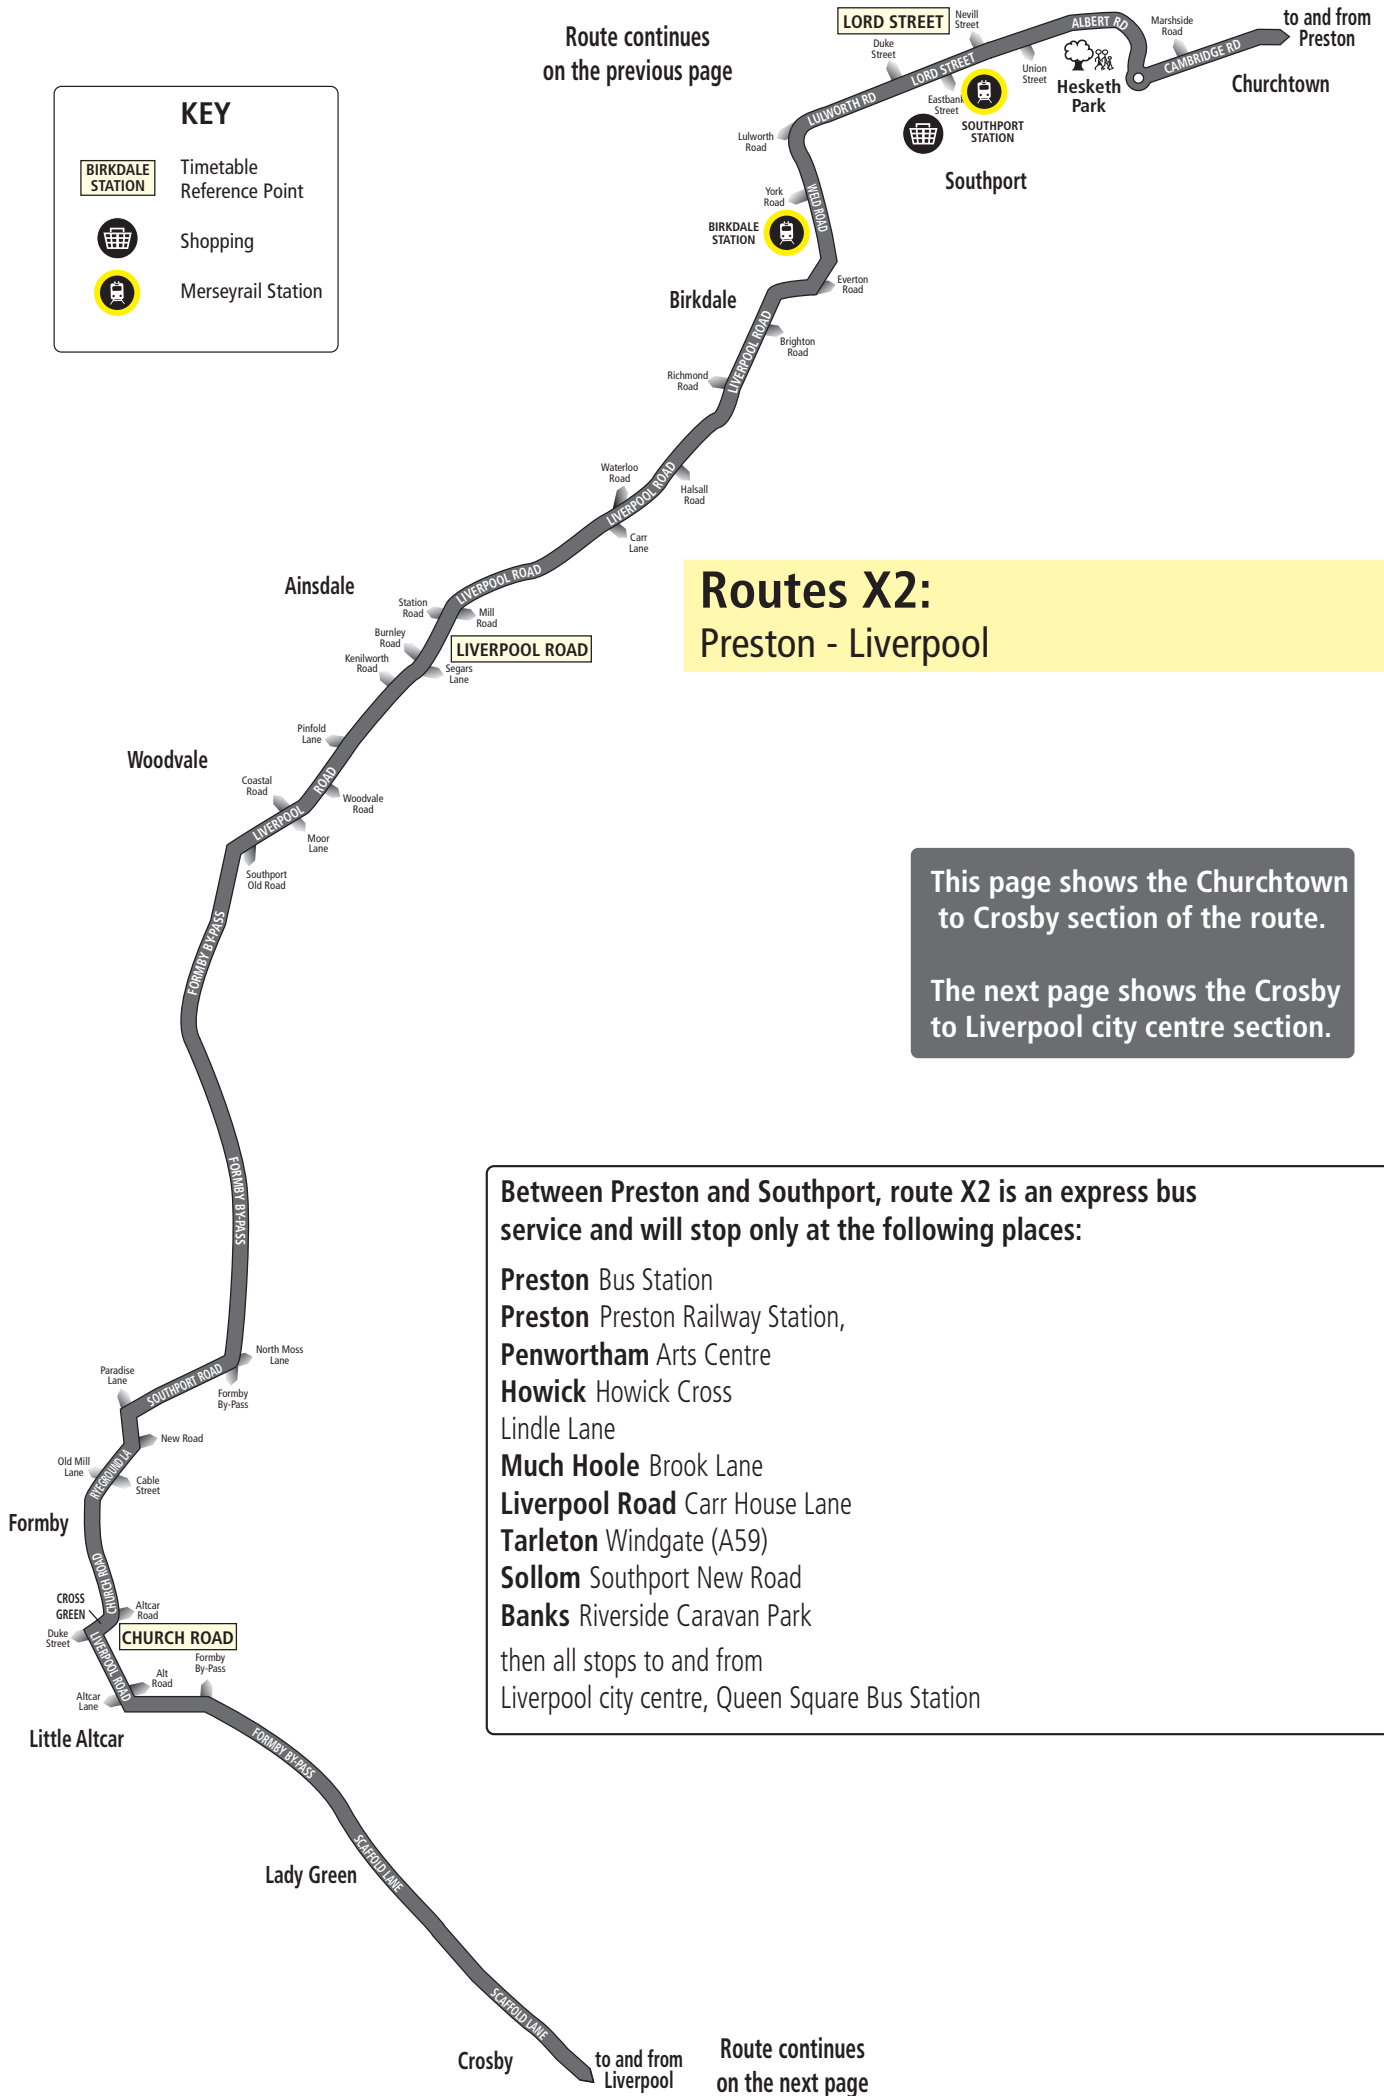 Route continues
on the previous page
LORD STREET
Nevill
Street
Duke
Street
ALBERT RD
Marshside
Road
to and from
Preston
CAMBRIDGE RD
Churchtown
LORD STREET
Union
Street
Hesketh
Park
Eastbank
Street
SOUTHPORT
STATION
Southport
LULWORTH RD
Lulworth
Road
York
Road
WELD ROAD
BIRKDALE
STATION
Everton
Road
Birkdale
KEY
BIRKDALE
STATION
Timetable
Reference Point
Shopping
Merseyrail Station
LIVERPOOL ROAD
Brighton
Road
Richmond
Road
Waterloo
Road
LIVERPOOL ROAD
Halsall
Road
Carr
Lane
Ainsdale
LIVERPOOL ROAD
Station
Road
Mill
Road
Burnley
Road
LIVERPOOL ROAD
Kenilworth
Road
Segars
Lane
Routes X2:
Preston - Liverpool
Pinfold
Lane
Woodvale
Coastal
Road
LIVERPOOL
ROAD
Woodvale
Road
Moor
Lane
Southport
Old Road
FORMBY BY-PASS
This page shows the Churchtown
to Crosby section of the route.
The next page shows the Crosby
to Liverpool city centre section.
FORMBY BY-PASS
Between Preston and Southport, route X2 is an express bus
service and will stop only at the following places:
Preston Bus Station
Preston Preston Railway Station,
Penwortham Arts Centre
Howick Howick Cross
Lindle Lane
Much Hoole Brook Lane
Liverpool Road Carr House Lane
Tarleton Windgate (A59)
Sollom Southport New Road
Banks Riverside Caravan Park
then all stops to and from
Liverpool city centre, Queen Square Bus Station
North Moss
Lane
Formby
By-Pass
SOUTHPORT ROAD
Paradise
Lane
New Road
Old Mill
Lane
RYEGROUND LA
Cable
Street
Formby
CHURCH ROAD
CROSS
GREEN
Altcar
Road
Duke
Street
CHURCH ROAD
LIVERPOOL ROAD
Formby
By-Pass
Alt
Road
Altcar
Lane
Little Altcar
FORMBY BY-PASS
SCAFFOLD LANE
Lady Green
SCAFFOLD LANE
Crosby
to and from
Liverpool
Route continues
on the next page